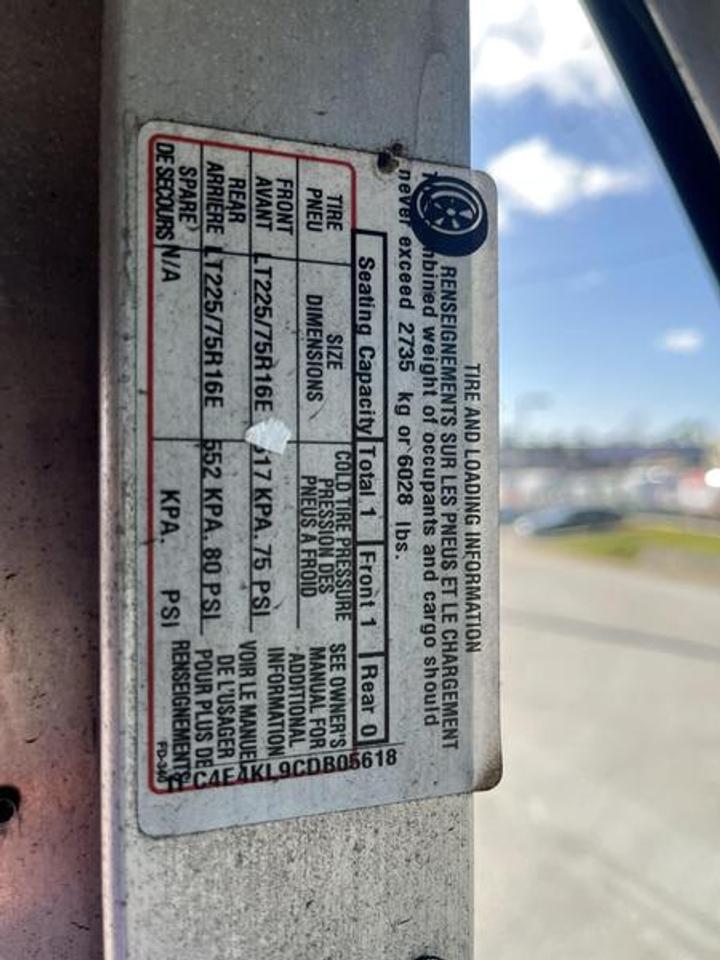 TIRE AND LOADING INFORMATION
RENSEIGNEMENTS SUR LES PNEUS ET LE CHARGEMENT
weight of occupants and cargo should
never exceed 2735 kg or 6028 lbs.
Seating Capacity Total 1 Front 1 Rear 0
TIRE SIZE COLD TIRE PRESSURE SEE OWNER'S
PNEU DIMENSIONS PRESSION DES MANUAL FOR
PNEUS A FROID ADDITIONAL
FRONT INFORMATION
AVANT LT225/75R16E KPA. 75 PSI VOIR LE MANUEL
REAR DE L'USAGER
ARRIERE LT225/75R16E 552 KPA. 80 PSI POUR PLUS DE
SPARE RENSEIGNEMENTS
DE SECOURS N/A KPA. PSI
C4E4KL9CDB05618